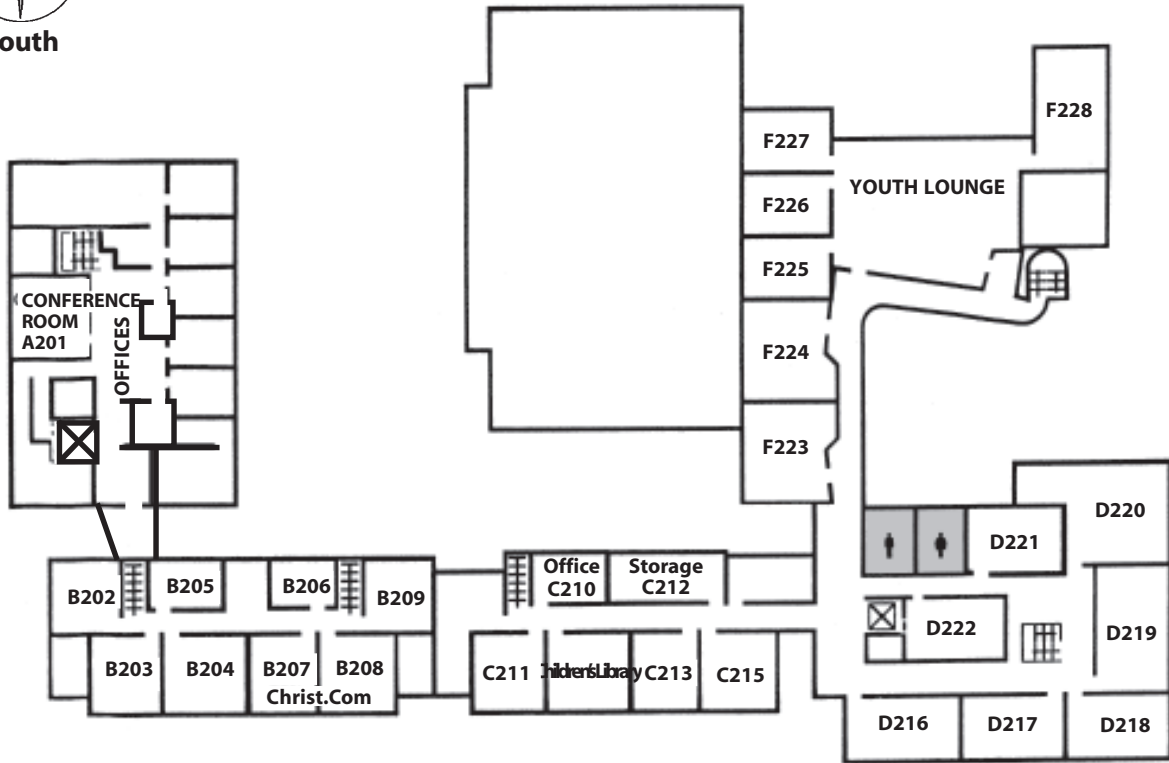 outh
F228
F227
YOUTH LOUNGE
F226
F225
CONFERENCE
ROOM
A201
OFFICES
F224
F223
D220
D221
Office
C210
Storage
C212
B202
B205
B206
B209
D222
D219
B203
B204
B207
B208
Christ.Com
C211
C213
C215
D216
D217
D218